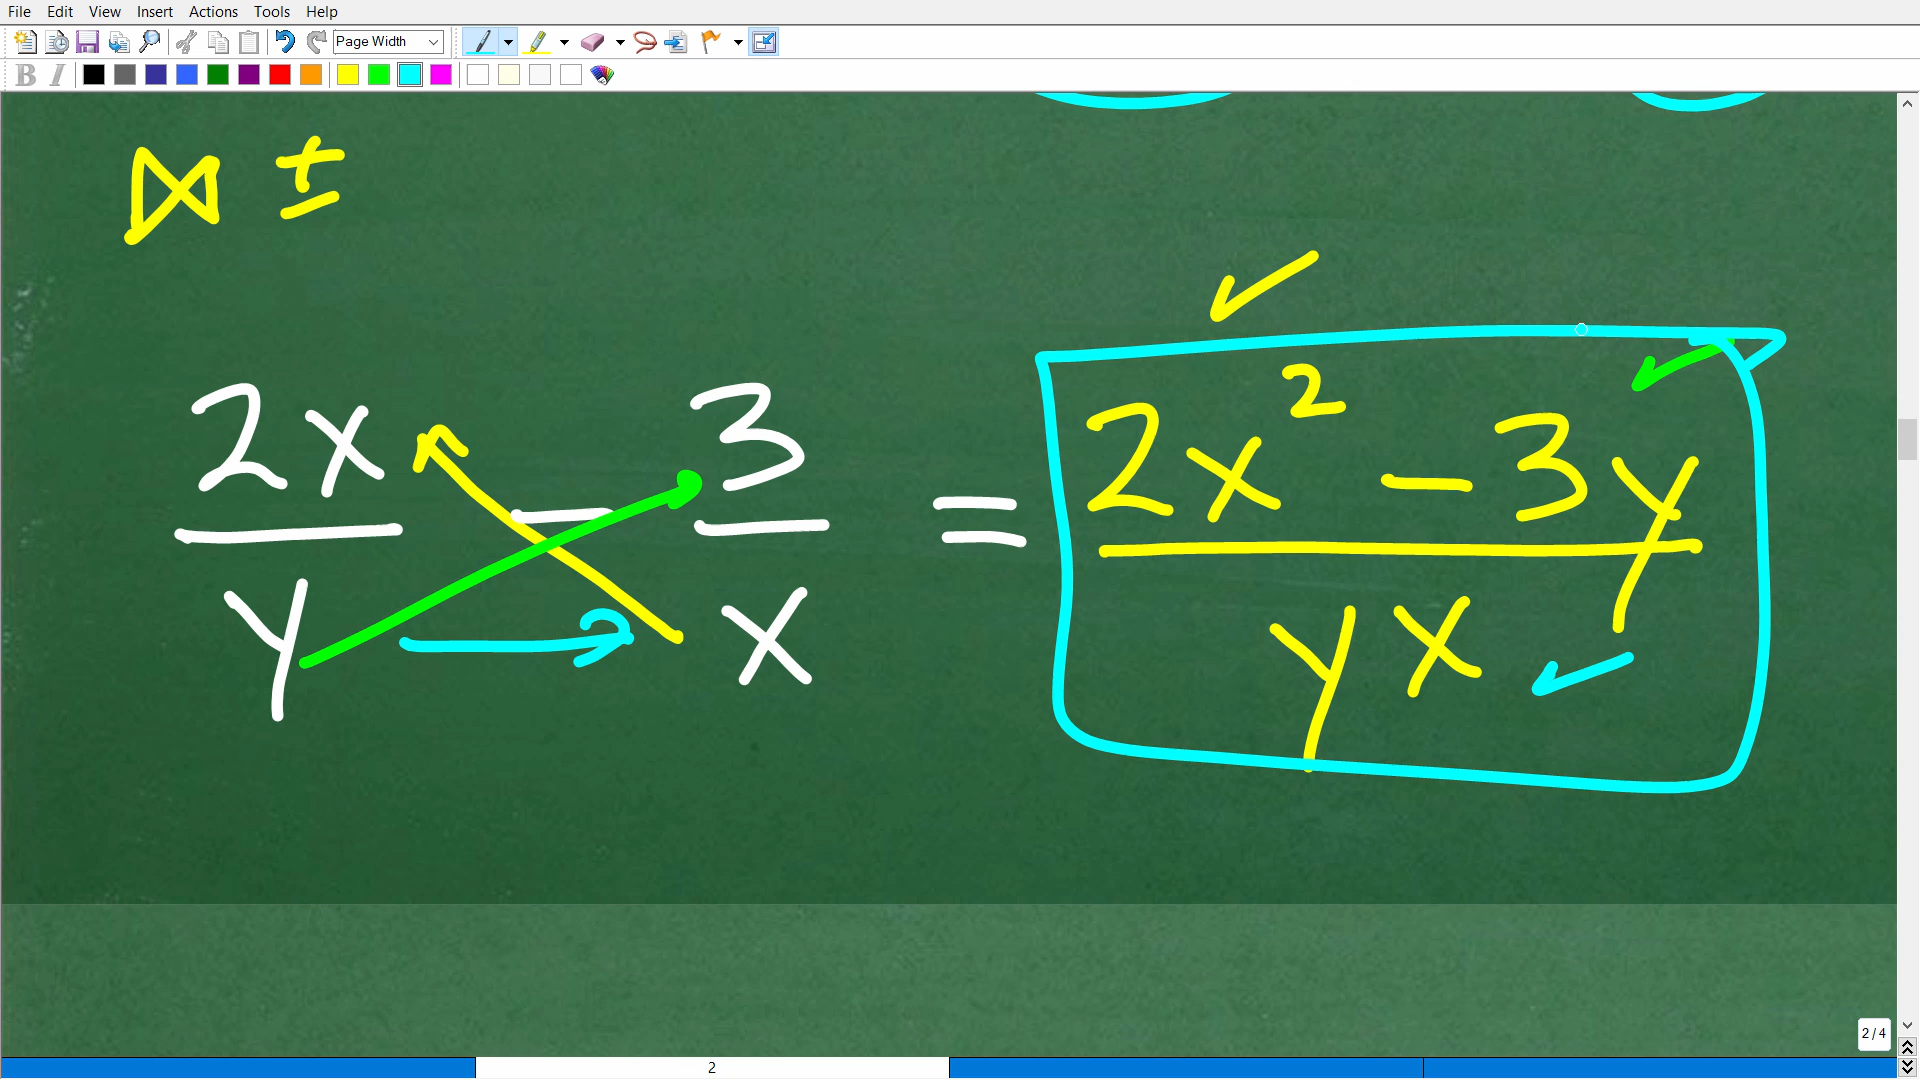 File Edit View Insert Actions Tools Help
Page Width
B I
⋈ ±
2x/y - 3/x = (2x² - 3y)/(yx)
2 / 4
2